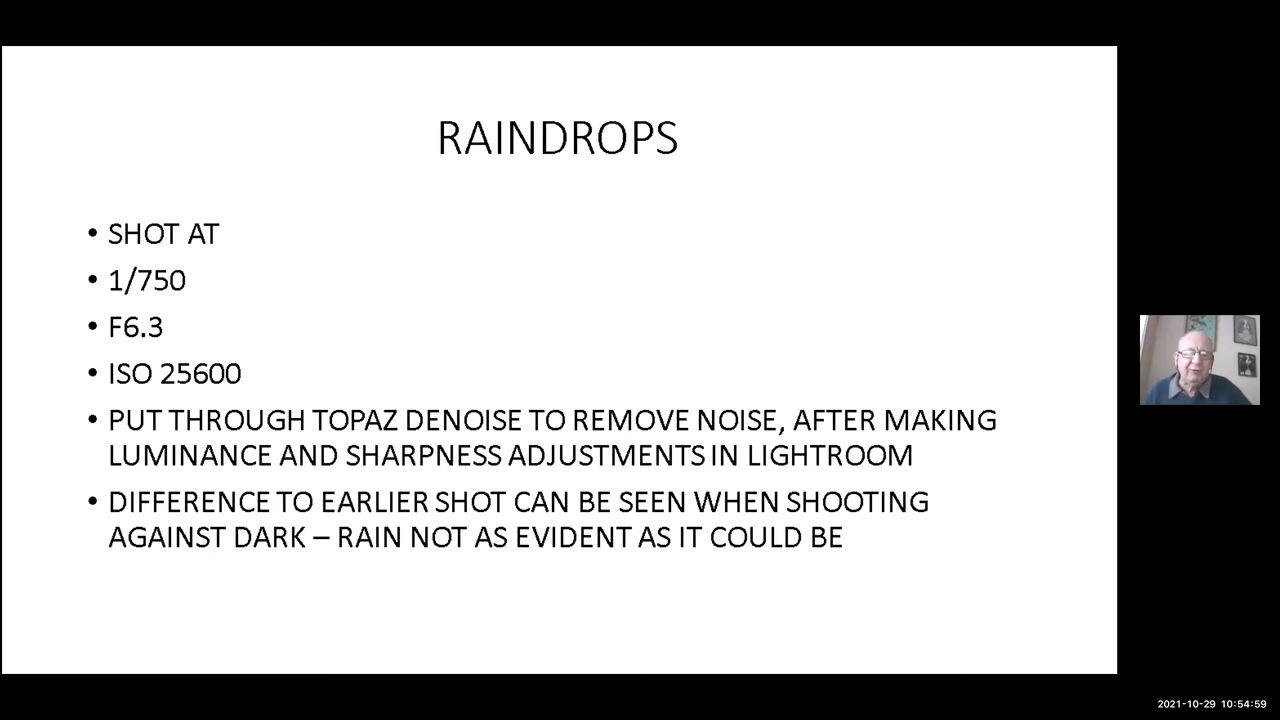 RAINDROPS
• SHOT AT
• 1/750
• F6.3
• ISO 25600
• PUT THROUGH TOPAZ DENOISE TO REMOVE NOISE, AFTER MAKING
LUMINANCE AND SHARPNESS ADJUSTMENTS IN LIGHTROOM
• DIFFERENCE TO EARLIER SHOT CAN BE SEEN WHEN SHOOTING
AGAINST DARK – RAIN NOT AS EVIDENT AS IT COULD BE
2021-10-29 10:54:59